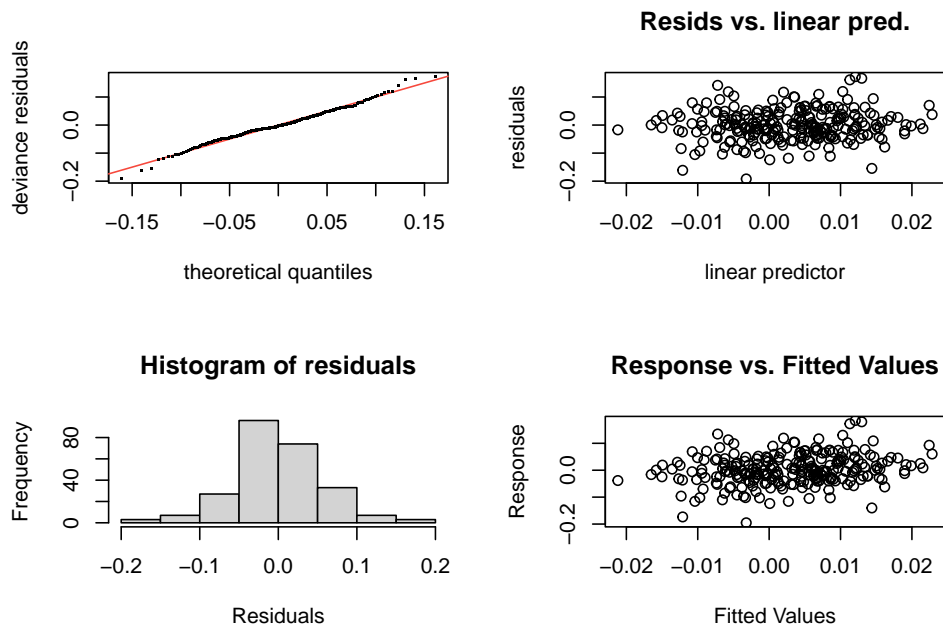 deviance residuals
−0.2
0.0
−0.15
−0.05
0.05
0.15
theoretical quantiles
Resids vs. linear pred.
residuals
−0.2
0.0
−0.02
−0.01
0.00
0.01
0.02
linear predictor
Histogram of residuals
Frequency
0
40
80
−0.2
−0.1
0.0
0.1
0.2
Residuals
Response vs. Fitted Values
Response
−0.2
0.0
−0.02
−0.01
0.00
0.01
0.02
Fitted Values